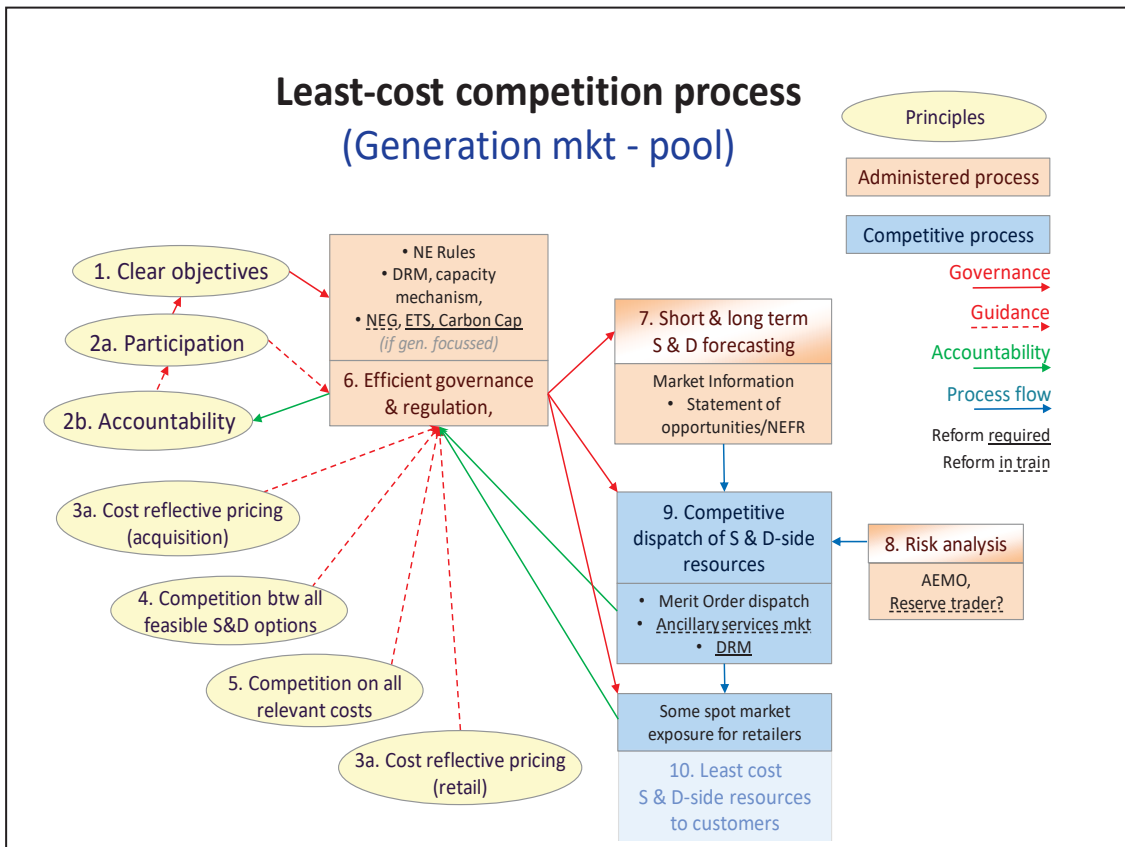 Least-cost competition process
(Generation mkt - pool)
Principles
Administered process
Competitive process
Governance
Guidance
Accountability
Process flow
Reform required
Reform in train
1. Clear objectives
2a. Participation
2b. Accountability
3a. Cost reflective pricing
(acquisition)
4. Competition btw all
feasible S&D options
5. Competition on all
relevant costs
3a. Cost reflective pricing
(retail)
• NE Rules
• DRM, capacity
mechanism,
• NEG, ETS, Carbon Cap
(if gen. focussed)
6. Efficient governance
& regulation,
7. Short & long term
S & D forecasting
Market Information
• Statement of
opportunities/NEFR
9. Competitive
dispatch of S & D-side
resources
• Merit Order dispatch
• Ancillary services mkt
• DRM
8. Risk analysis
AEMO,
Reserve trader?
Some spot market
exposure for retailers
10. Least cost
S & D-side resources
to customers